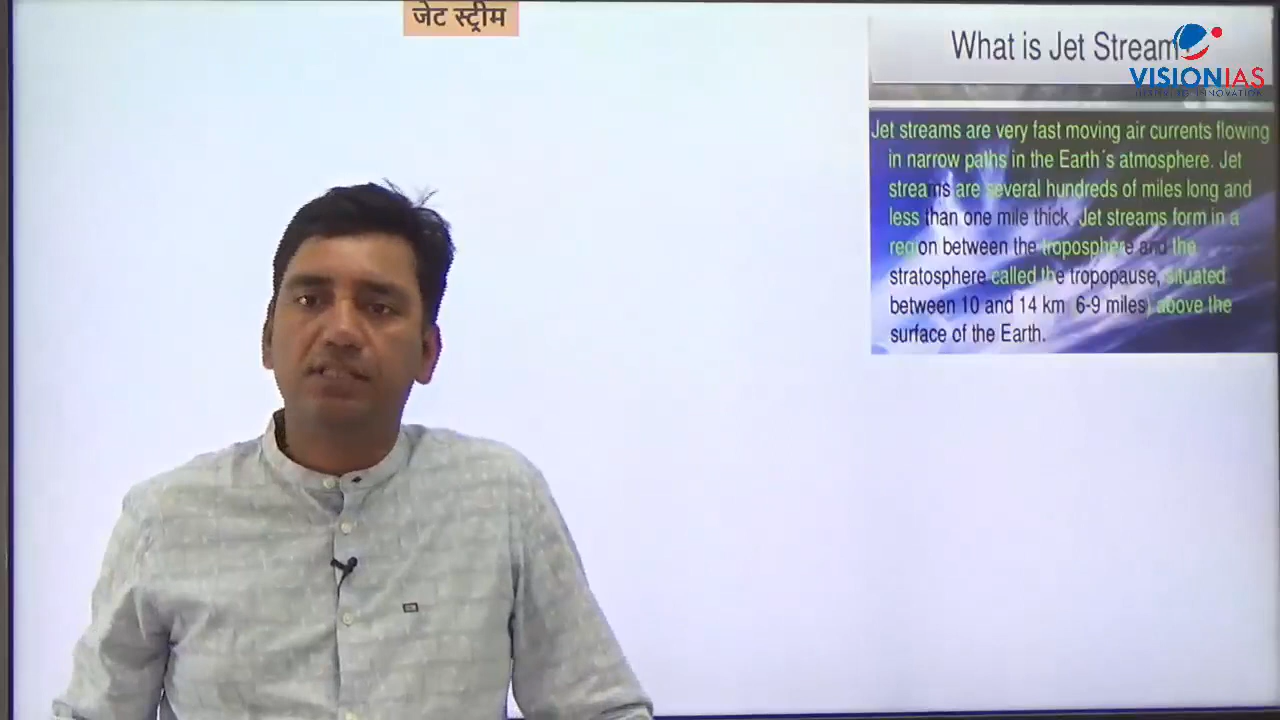 जेट स्ट्रीम
What is Jet Stream
VISIONIAS
INSPIRING INNOVATION
Jet streams are very fast moving air currents flowing
in narrow paths in the Earth´s atmosphere. Jet
streams are several hundreds of miles long and
less than one mile thick. Jet streams form in a
region between the troposphere and the
stratosphere called the tropopause, situated
between 10 and 14 km (6-9 miles) above the
surface of the Earth.